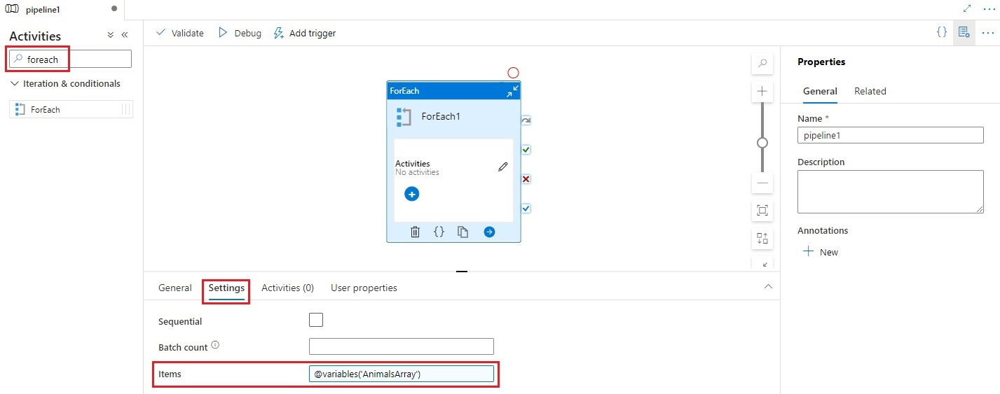 pipeline1
Activities
foreach
Iteration & conditionals
ForEach
Validate
Debug
Add trigger
ForEach
ForEach1
Activities
No activities
General
Settings
Activities (0)
User properties
Sequential
Batch count
Items
@variables('AnimalsArray')
Properties
General
Related
Name *
pipeline1
Description
Annotations
New